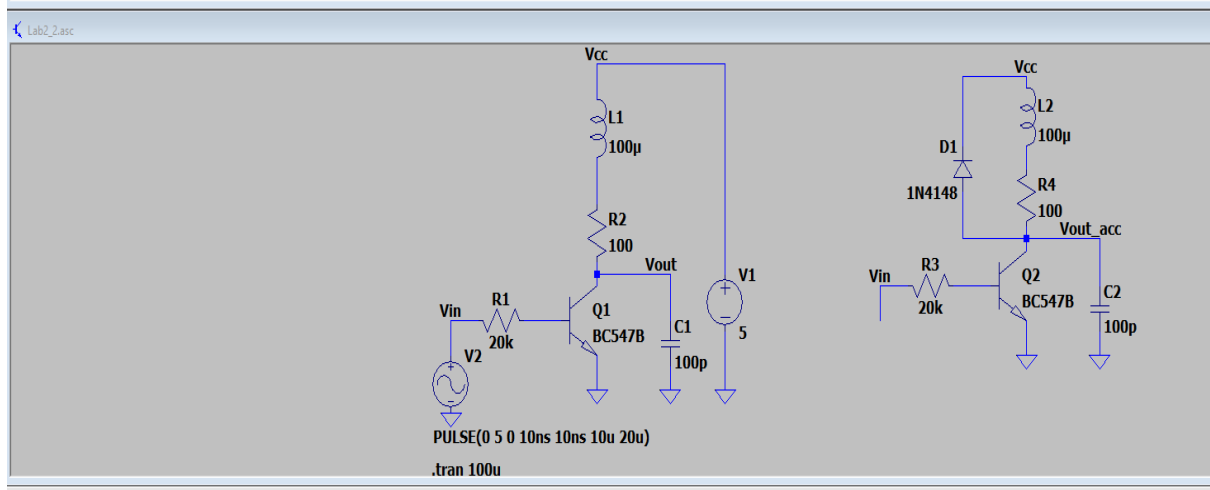 Lab2_2.asc
Vcc
L1
100µ
R2
100
Vout
V1
5
Vin
R1
20k
Q1
BC547B
C1
100p
V2
PULSE(0 5 0 10ns 10ns 10u 20u)
.tran 100u
Vcc
L2
100µ
D1
1N4148
R4
100
Vout_acc
Vin
R3
20k
Q2
BC547B
C2
100p